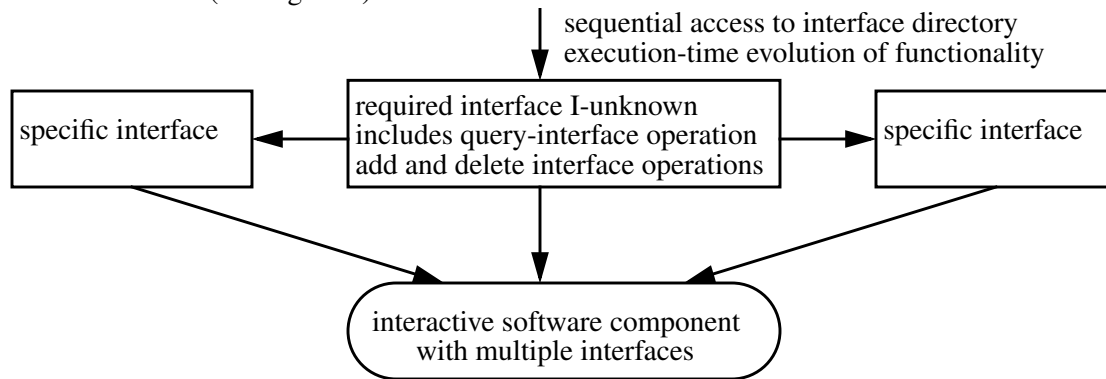 sequential access to interface directory
execution-time evolution of functionality
specific interface
required interface I-unknown
includes query-interface operation
add and delete interface operations
specific interface
interactive software component
with multiple interfaces